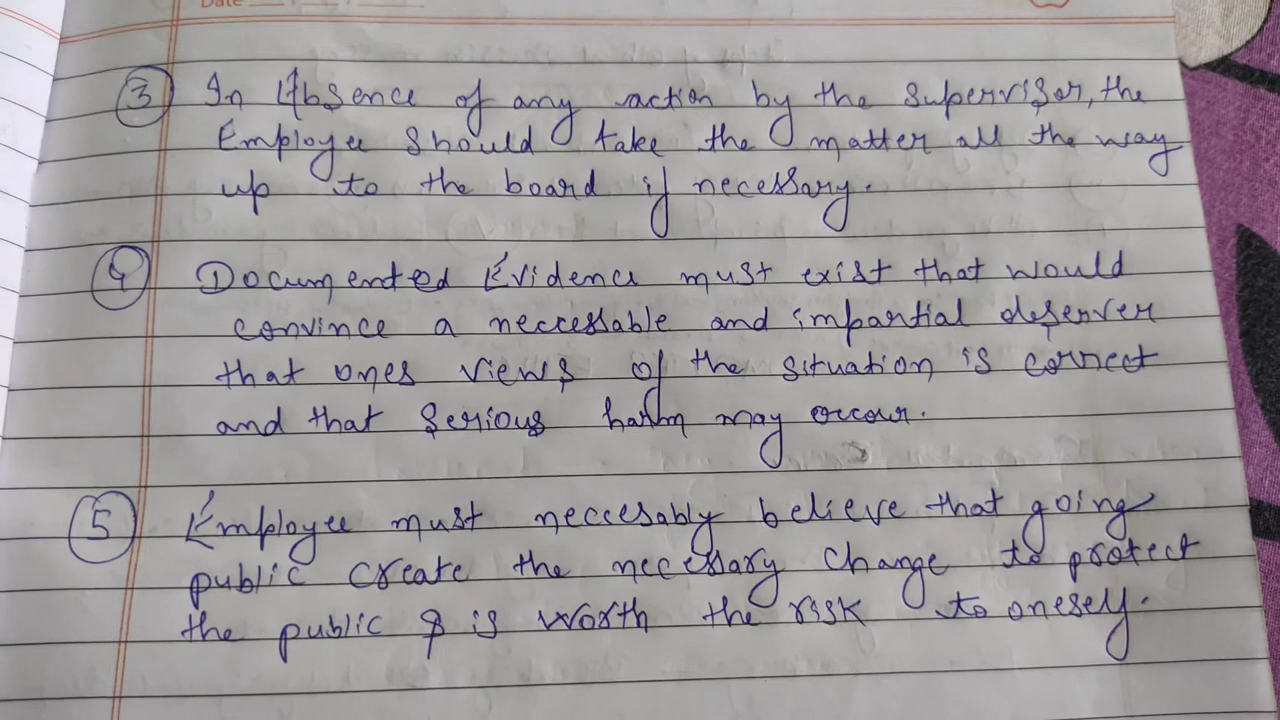 Date
③ In Absence of any action by the Supervisor, the
Employee Should take the matter all the way
up to the board if necessary.
④ Documented Evidence must exist that would
convince a neccessable and impartial observer
that ones views of the situation is correct
and that serious harm may occour.
⑤ Employee must neccesably believe that going
public create the necessary Change to protect
the public & is worth the risk to oneself.